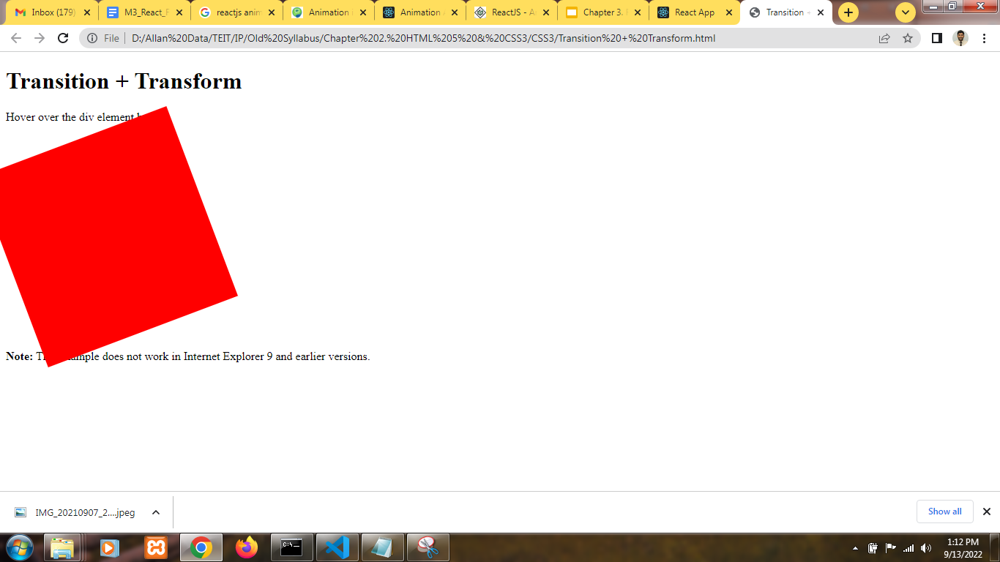 Inbox (179)
M3_React_F
reactjs anim
Animation
Animation
ReactJS - A
Chapter 3.
React App
Transition
File
D:/Allan%20Data/TEIT/IP/Old%20Syllabus/Chapter%202.%20HTML%205%20&%20CSS3/CSS3/Transition%20+%20Transform.html
Transition + Transform
Hover over the div element
Note: does not work in Internet Explorer 9 and earlier versions.
IMG_20210907_2....jpeg
Show all
C:\_
1:12 PM
9/13/2022